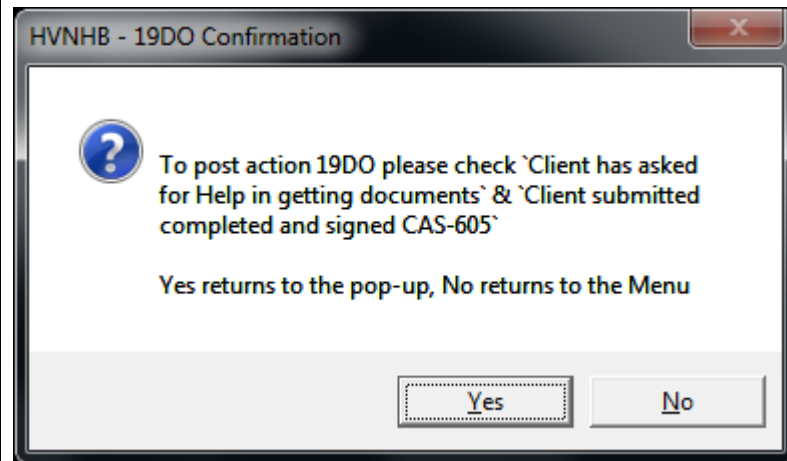 HVNHB - 19DO Confirmation
To post action 19DO please check `Client has asked
for Help in getting documents` & `Client submitted
completed and signed CAS-605`
Yes returns to the pop-up, No returns to the Menu
Yes
No